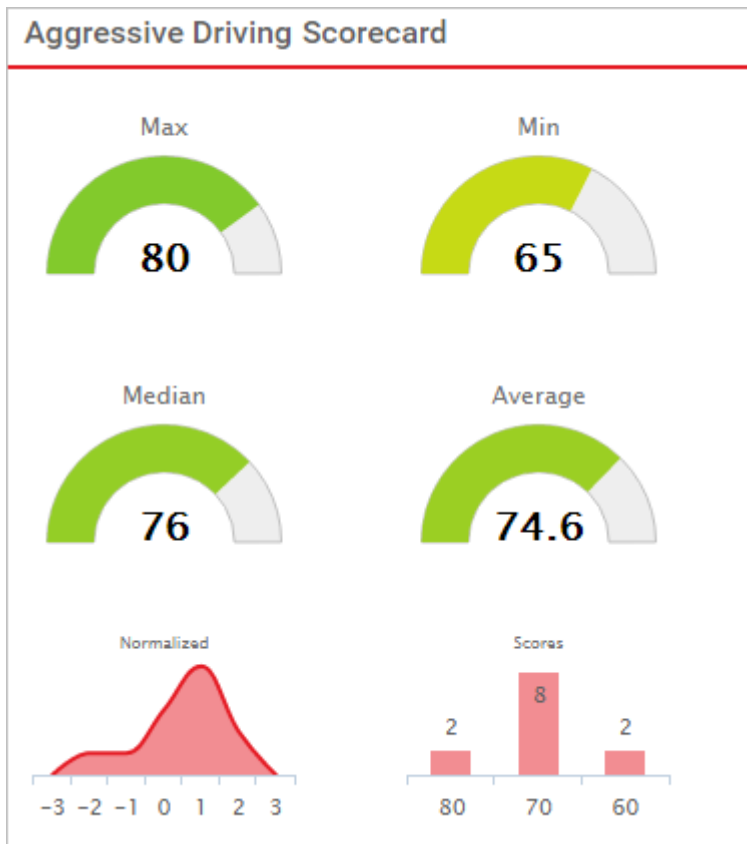 Aggressive Driving Scorecard
Max
Min
80
65
Median
Average
76
74.6
Normalized
Scores
8
2
2
-3 -2 -1 0 1 2 3
80 70 60